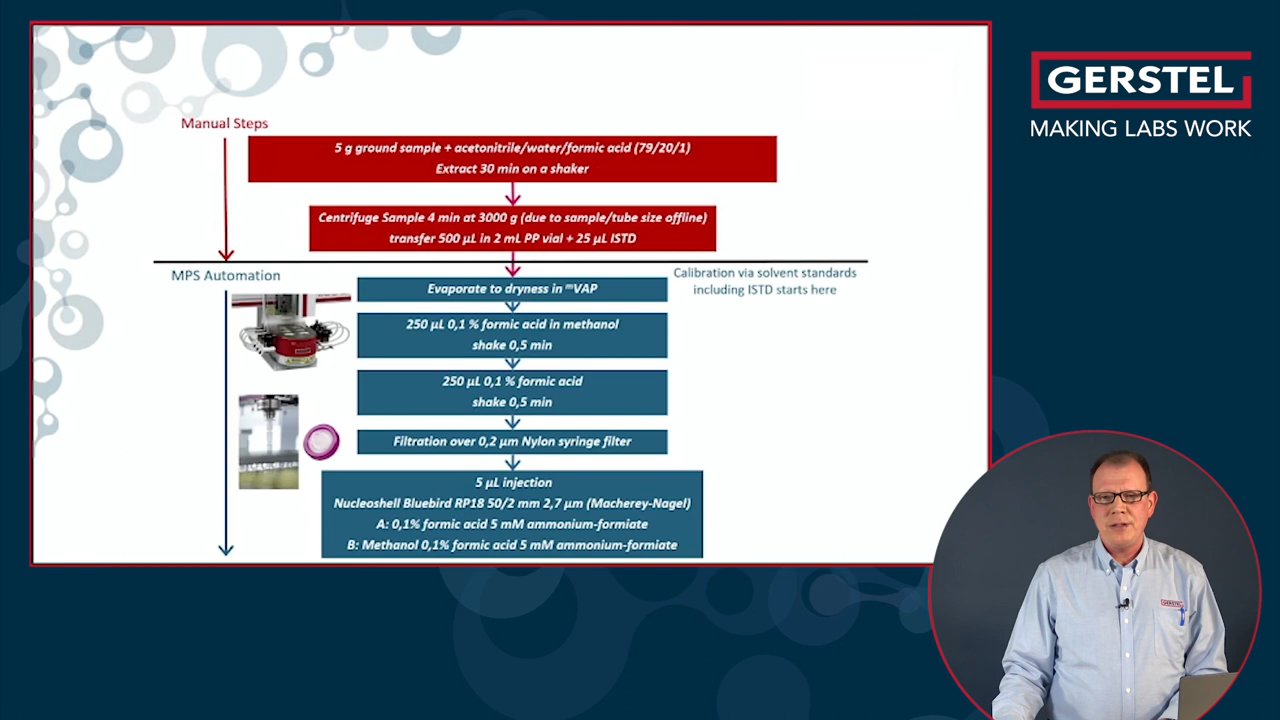 GERSTEL
MAKING LABS WORK
Manual Steps
5 g ground sample + acetonitrile/water/formic acid (79/20/1)
Extract 30 min on a shaker
Centrifuge Sample 4 min at 3000 g (due to sample/tube size offline)
transfer 500 µL in 2 mL PP vial + 25 µL ISTD
MPS Automation
Calibration via solvent standards
including ISTD starts here
Evaporate to dryness in ᵐVAP
250 µL 0,1 % formic acid in methanol
shake 0,5 min
250 µL 0,1 % formic acid
shake 0,5 min
Filtration over 0,2 µm Nylon syringe filter
5 µL injection
Nucleoshell Bluebird RP18 50/2 mm 2,7 µm (Macherey-Nagel)
A: 0,1% formic acid 5 mM ammonium-formiate
B: Methanol 0,1% formic acid 5 mM ammonium-formiate
GERSTEL